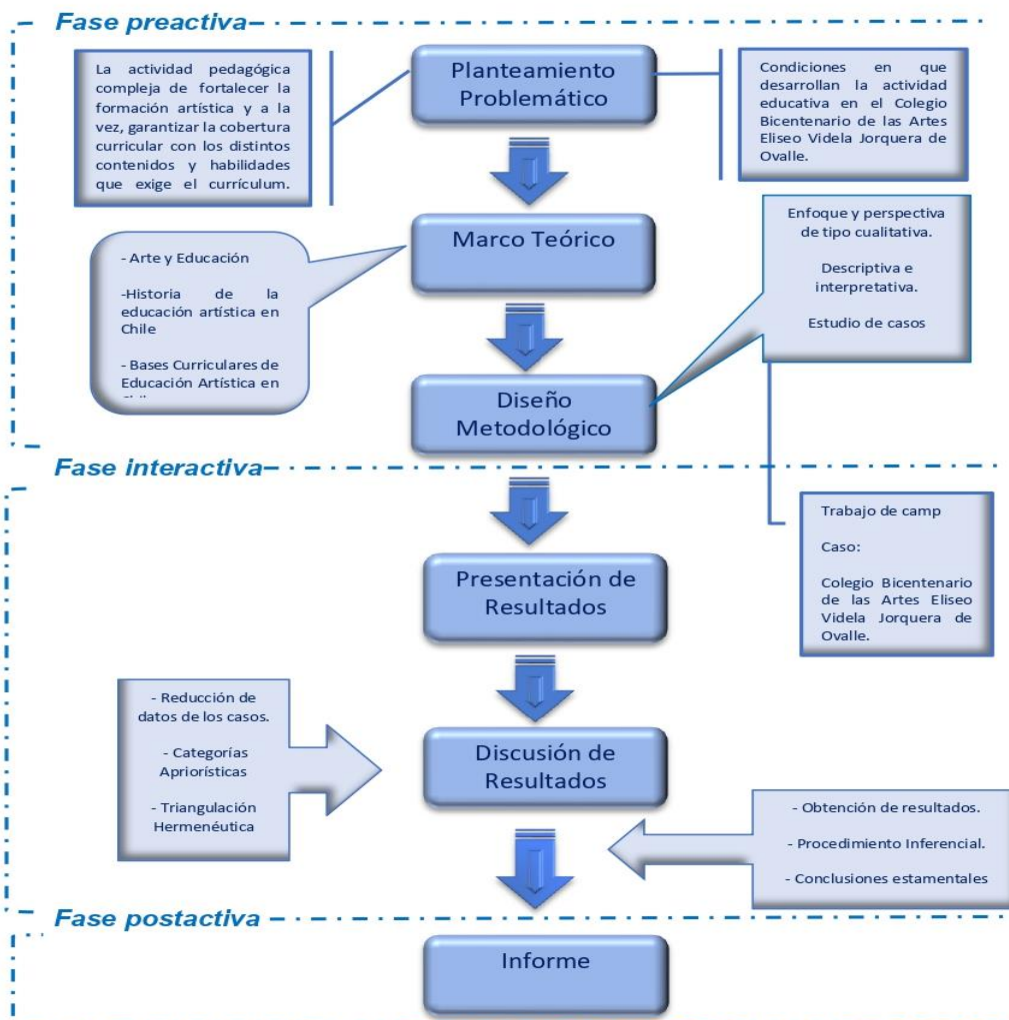 Fase preactiva
La actividad pedagógica
compleja de fortalecer la
formación artística y a la
vez, garantizar la cobertura
curricular con los distintos
contenidos y habilidades
que exige el currículum.
Planteamiento
Problemático
Condiciones en que
desarrollan la actividad
educativa en el Colegio
Bicentenario de las Artes
Eliseo Videla Jorquera de
Ovalle.
Marco Teórico
- Arte y Educación
-Historia de la
educación artística en
Chile
- Bases Curriculares de
Educación Artística en
Enfoque y perspectiva
de tipo cualitativa.
Descriptiva e
interpretativa.
Estudio de casos
Diseño
Metodológico
Fase interactiva
Trabajo de camp
Caso:
Colegio Bicentenario
de las Artes Eliseo
Videla Jorquera de
Ovalle.
Presentación de
Resultados
- Reducción de
datos de los casos.
- Categorías
Apriorísticas
- Triangulación
Hermenéutica
Discusión de
Resultados
- Obtención de resultados.
- Procedimiento Inferencial.
- Conclusiones estamentales
Fase postactiva
Informe